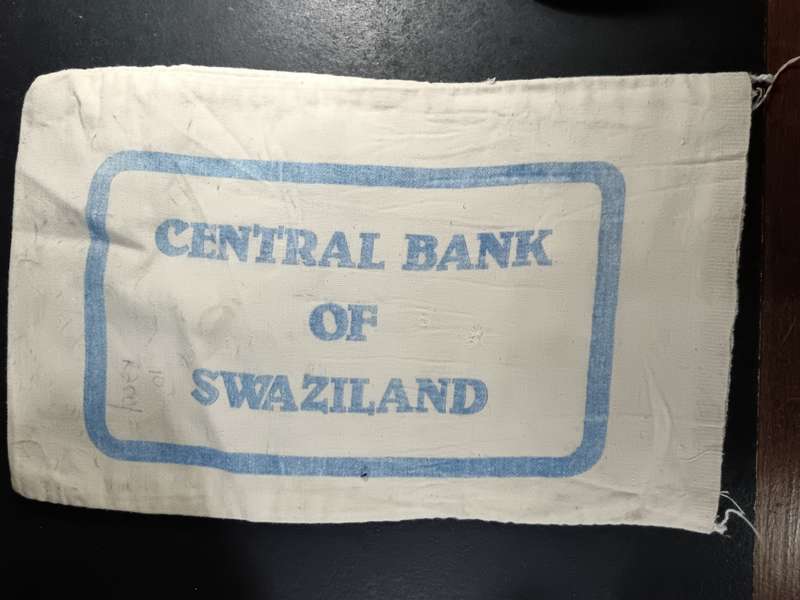 CENTRAL BANK
OF
SWAZILAND